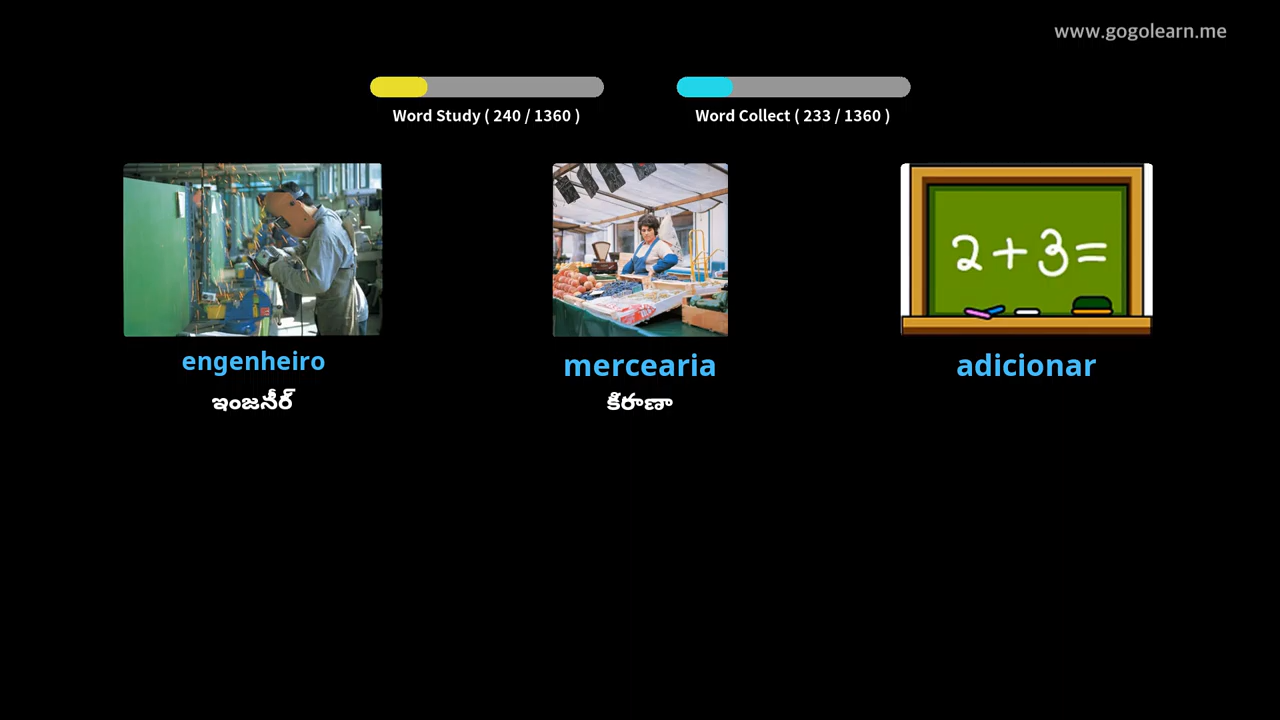 www.gogolearn.me
Word Study ( 240 / 1360 )
Word Collect ( 233 / 1360 )
2+3=
engenheiro
mercearia
adicionar
ఇంజనీర్
కిరాణా